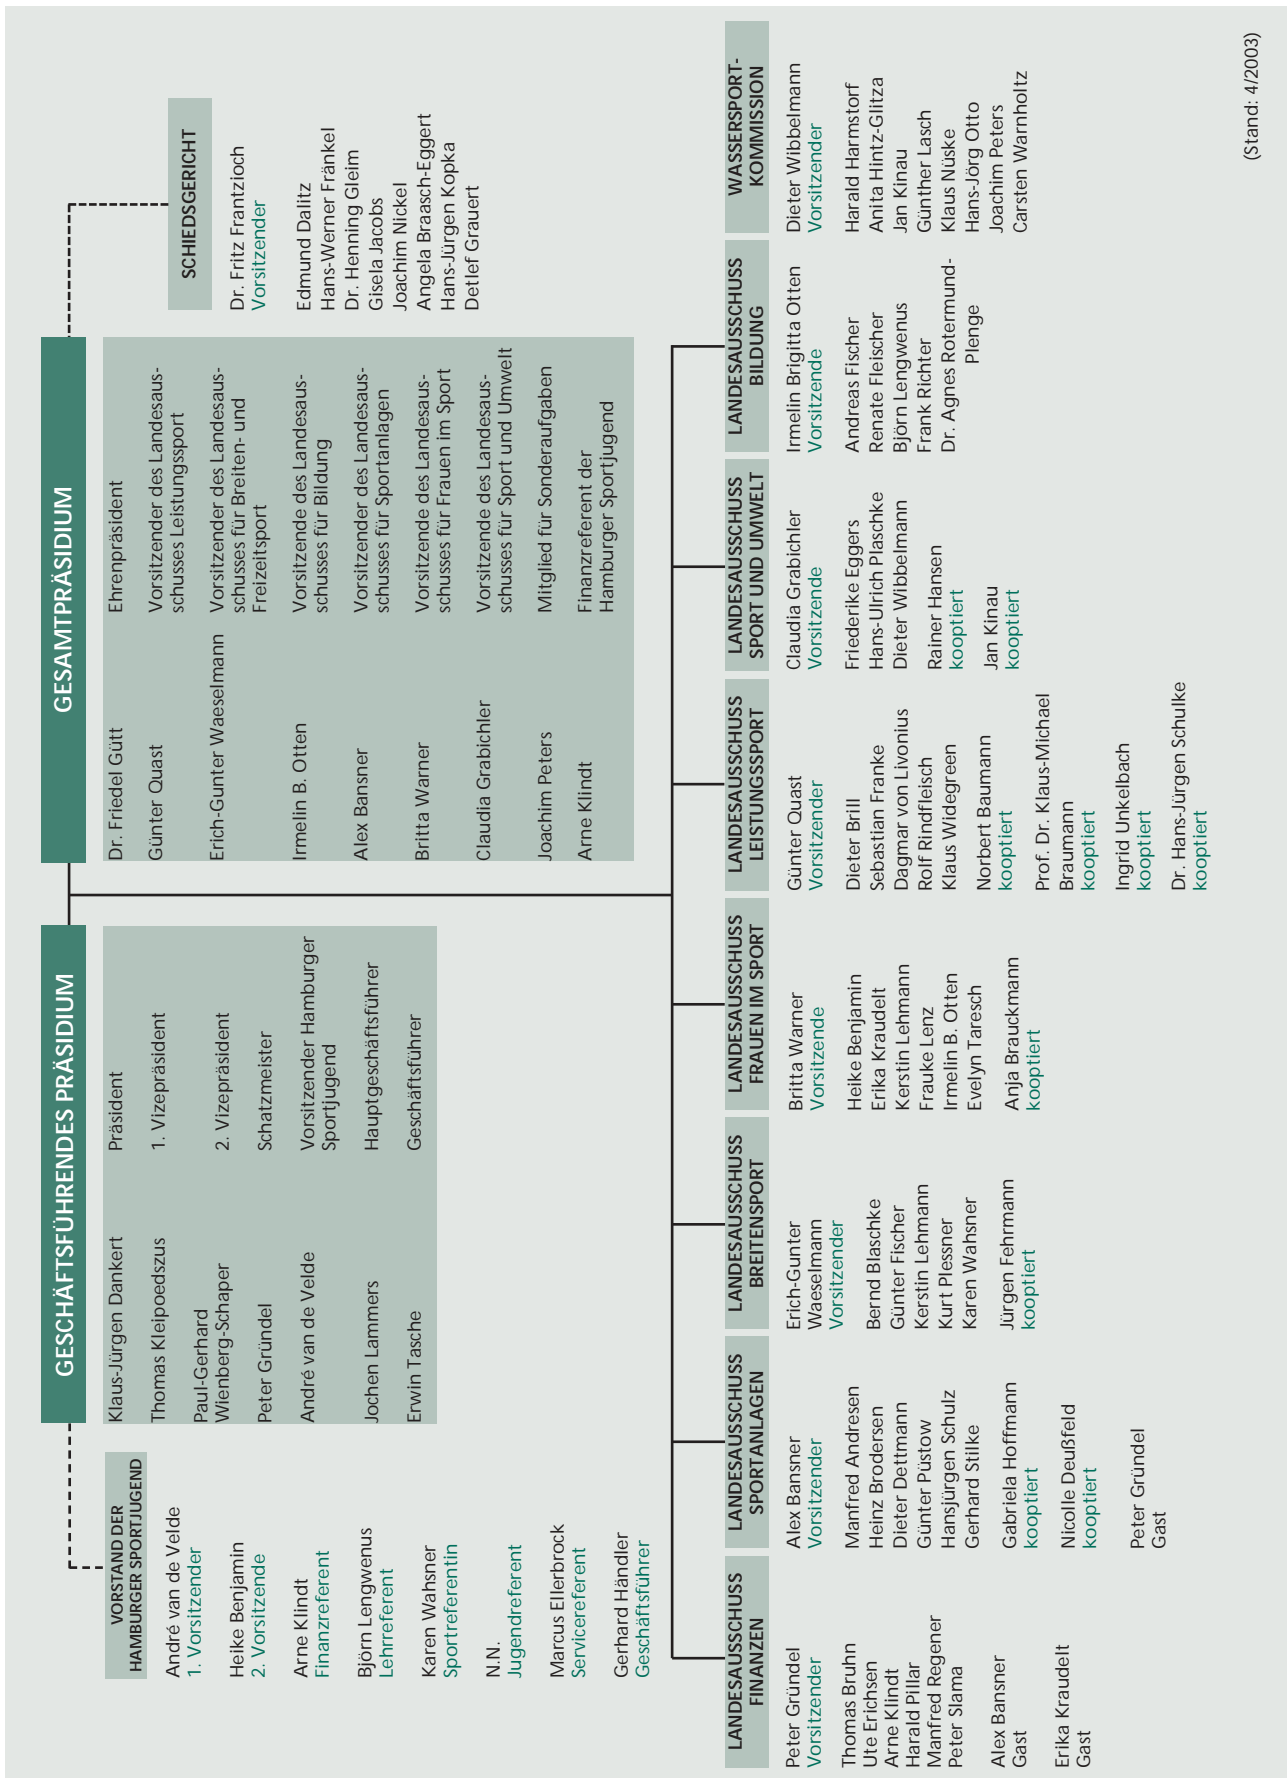 GESCHÄFTSFÜHRENDES PRÄSIDIUM
Klaus-Jürgen Dankert
Präsident
Thomas Kleipoedszus
1. Vizepräsident
Paul-Gerhard
Wienberg-Schaper
2. Vizepräsident
Peter Gründel
Schatzmeister
André van de Velde
Vorsitzender Hamburger
Sportjugend
Jochen Lammers
Hauptgeschäftsführer
Erwin Tasche
Geschäftsführer
GESAMTPRÄSIDIUM
Dr. Friedel Gütt
Ehrenpräsident
Günter Quast
Vorsitzender des Landesaus-
schusses Leistungssport
Erich-Gunter Waeselmann
Vorsitzender des Landesaus-
schusses für Breiten- und
Freizeitsport
Irmelin B. Otten
Vorsitzende des Landesaus-
schusses für Bildung
Alex Bansner
Vorsitzender des Landesaus-
schusses für Sportanlagen
Britta Warner
Vorsitzende des Landesaus-
schusses für Frauen im Sport
Claudia Grabichler
Vorsitzende des Landesaus-
schusses für Sport und Umwelt
Joachim Peters
Mitglied für Sonderaufgaben
Arne Klindt
Finanzreferent der
Hamburger Sportjugend
VORSTAND DER
HAMBURGER SPORTJUGEND
André van de Velde
1. Vorsitzender
Heike Benjamin
2. Vorsitzende
Arne Klindt
Finanzreferent
Björn Lengwenus
Lehrreferent
Karen Wahsner
Sportreferentin
N.N.
Jugendreferent
Marcus Ellerbrock
Servicereferent
Gerhard Händler
Geschäftsführer
SCHIEDSGERICHT
Dr. Fritz Frantzioch
Vorsitzender
Edmund Dalitz
Hans-Werner Fränkel
Dr. Henning Gleim
Gisela Jacobs
Joachim Nickel
Angela Braasch-Eggert
Hans-Jürgen Kopka
Detlef Grauert
LANDESAUSSCHUSS
FINANZEN
Peter Gründel
Vorsitzender
Thomas Bruhn
Ute Erichsen
Arne Klindt
Harald Pillar
Manfred Regener
Peter Slama
Alex Bansner
Gast
Erika Kraudelt
Gast
LANDESAUSSCHUSS
SPORTANLAGEN
Alex Bansner
Vorsitzender
Manfred Andresen
Heinz Brodersen
Dieter Dettmann
Günter Püstow
Hansjürgen Schulz
Gerhard Stilke
Gabriela Hoffmann
kooptiert
Nicolle Deußfeld
kooptiert
Peter Gründel
Gast
LANDESAUSSCHUSS
BREITENSPORT
Erich-Gunter
Waeselmann
Vorsitzender
Bernd Blaschke
Günter Fischer
Kerstin Lehmann
Kurt Plessner
Karen Wahsner
Jürgen Fehrmann
kooptiert
LANDESAUSSCHUSS
FRAUEN IM SPORT
Britta Warner
Vorsitzende
Heike Benjamin
Erika Kraudelt
Kerstin Lehmann
Frauke Lenz
Irmelin B. Otten
Evelyn Taresch
Anja Brauckmann
kooptiert
LANDESAUSSCHUSS
LEISTUNGSSPORT
Günter Quast
Vorsitzender
Dieter Brill
Sebastian Franke
Dagmar von Livonius
Rolf Rindfleisch
Klaus Widegreen
Norbert Baumann
kooptiert
Prof. Dr. Klaus-Michael
Braumann
kooptiert
Ingrid Unkelbach
kooptiert
Dr. Hans-Jürgen Schulke
kooptiert
LANDESAUSSCHUSS
SPORT UND UMWELT
Claudia Grabichler
Vorsitzende
Friederike Eggers
Hans-Ulrich Plaschke
Dieter Wibbelmann
Rainer Hansen
kooptiert
Jan Kinau
kooptiert
LANDESAUSSCHUSS
BILDUNG
Irmelin Brigitta Otten
Vorsitzende
Andreas Fischer
Renate Fleischer
Björn Lengwenus
Frank Richter
Dr. Agnes Rotermund-
Plenge
WASSERSPORT-
KOMMISSION
Dieter Wibbelmann
Vorsitzender
Harald Harmstorf
Anita Hintz-Glitza
Jan Kinau
Günther Lasch
Klaus Nüske
Hans-Jörg Otto
Joachim Peters
Carsten Warnholtz
(Stand: 4/2003)